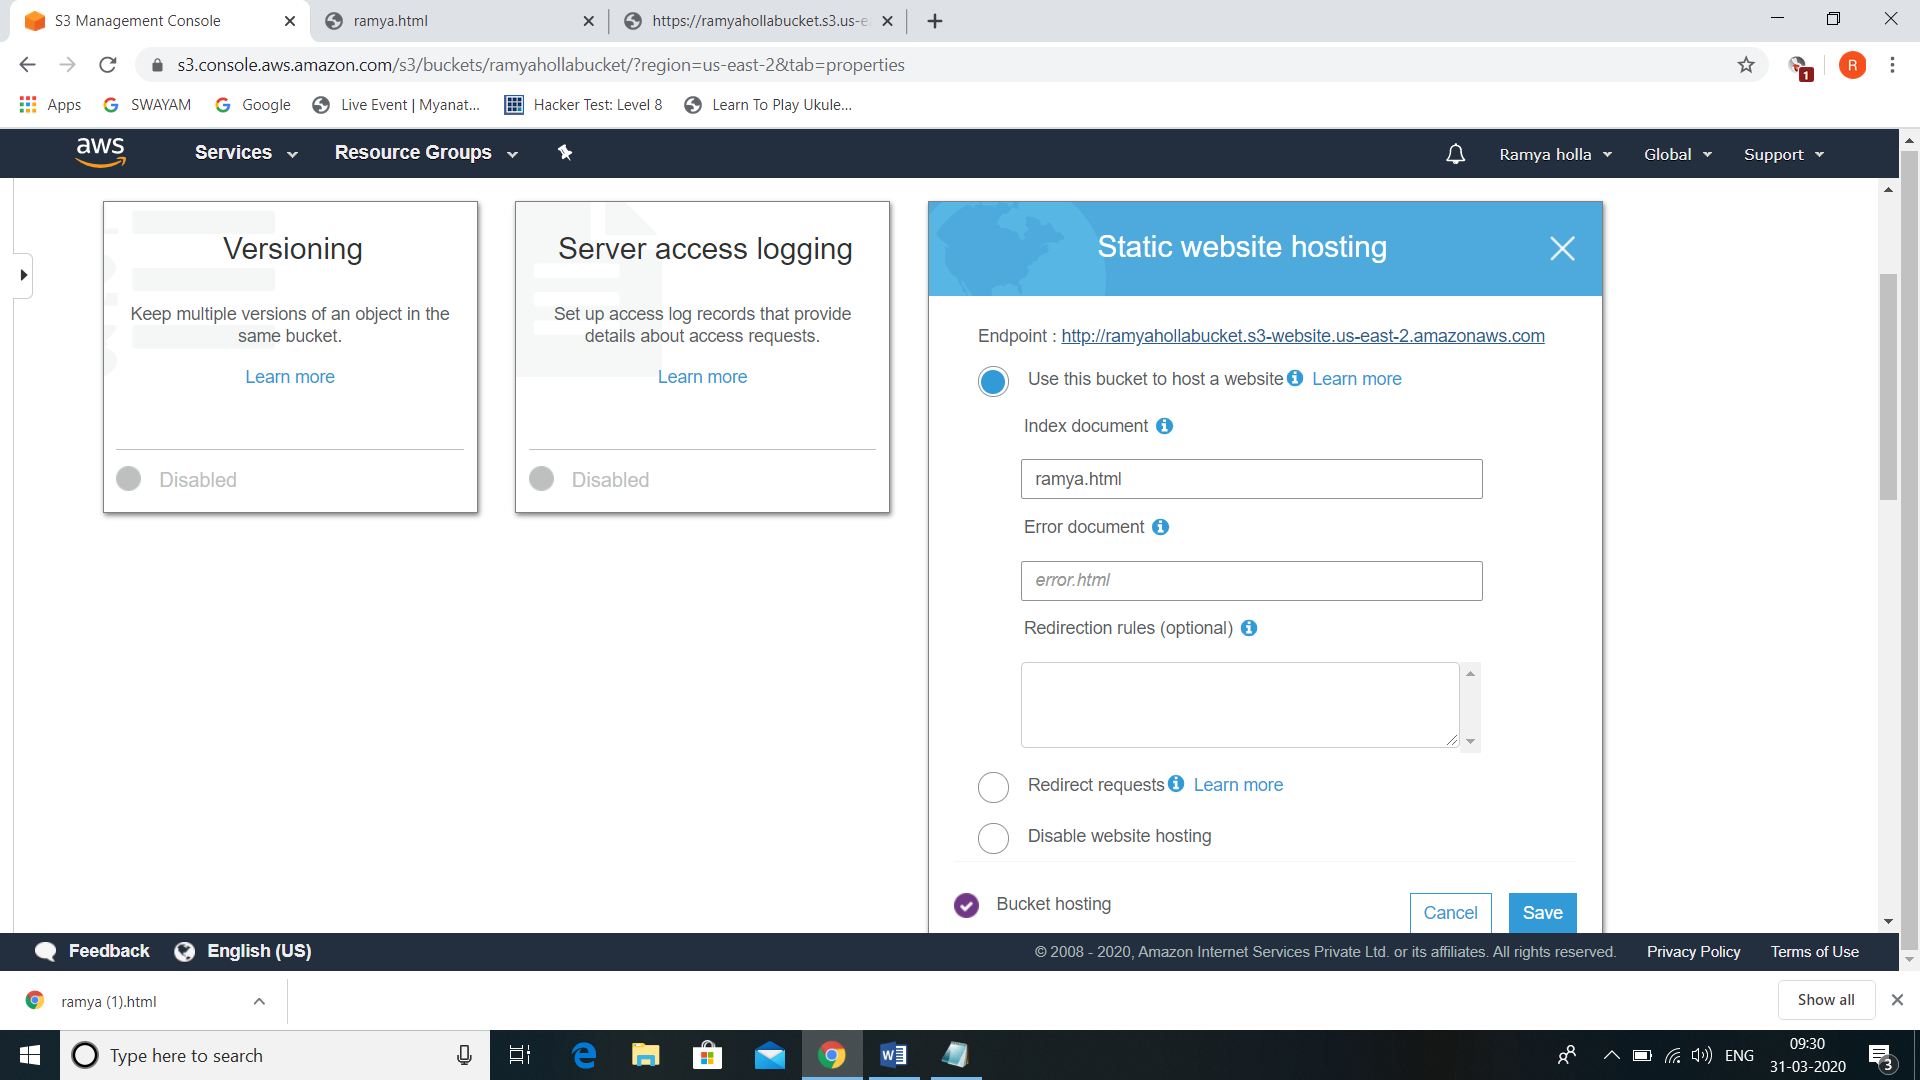 S3 Management Console
ramya.html
https://ramyahollabucket.s3.us-e
s3.console.aws.amazon.com/s3/buckets/ramyahollabucket/?region=us-east-2&tab=properties
1
R
Apps
SWAYAM
Google
Live Event | Myanat...
Hacker Test: Level 8
Learn To Play Ukule...
aws
Services
Resource Groups
Ramya holla
Global
Support
Versioning
Keep multiple versions of an object in the
same bucket.
Learn more
Disabled
Server access logging
Set up access log records that provide
details about access requests.
Learn more
Disabled
Static website hosting
Endpoint : http://ramyahollabucket.s3-website.us-east-2.amazonaws.com
Use this bucket to host a website Learn more
Index document
ramya.html
Error document
error.html
Redirection rules (optional)
Redirect requests Learn more
Disable website hosting
Bucket hosting
Cancel
Save
Feedback
English (US)
© 2008 - 2020, Amazon Internet Services Private Ltd. or its affiliates. All rights reserved.
Privacy Policy
Terms of Use
ramya (1).html
Show all
Type here to search
ENG
09:30
31-03-2020
3